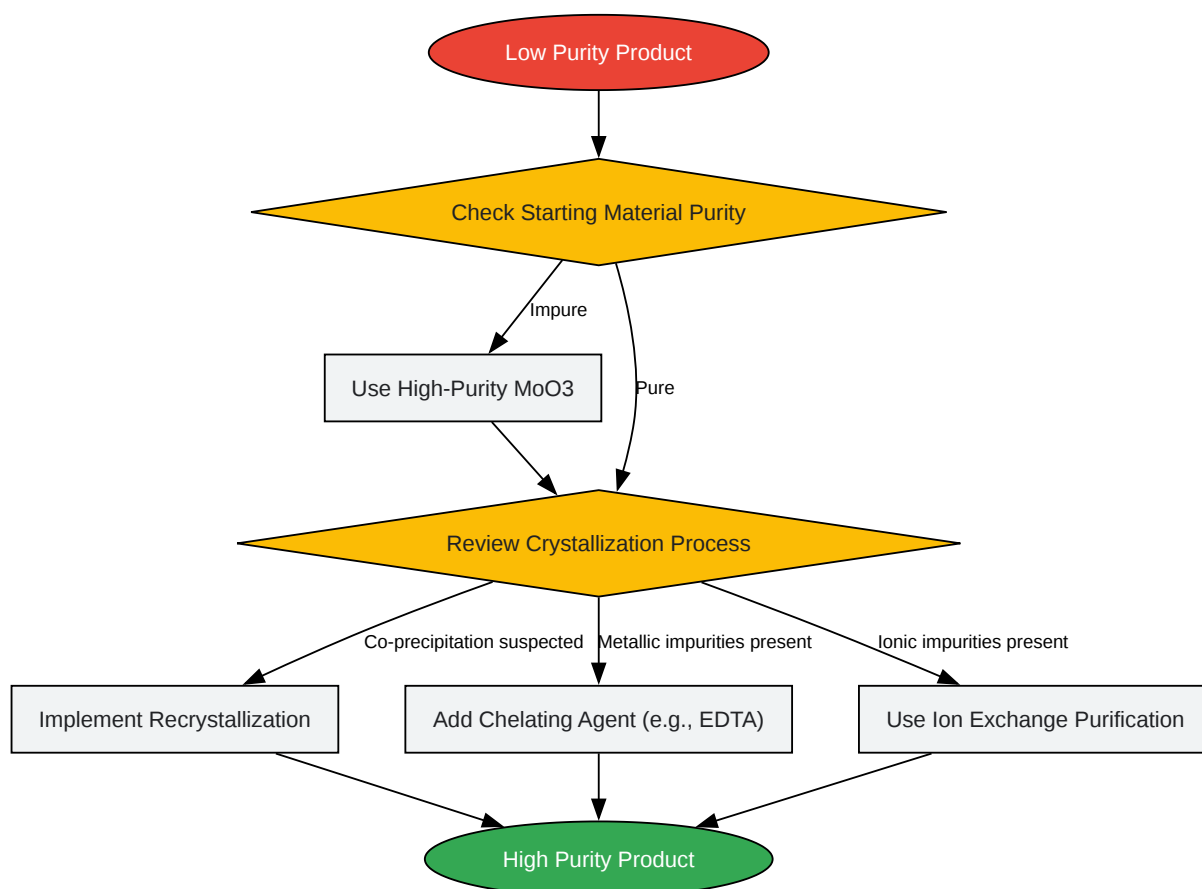 Low Purity Product
Check Starting Material Purity
Impure
Use High-Purity MoO3
Pure
Review Crystallization Process
Co-precipitation suspected
Metallic impurities present
Ionic impurities present
Implement Recrystallization
Add Chelating Agent (e.g., EDTA)
Use Ion Exchange Purification
High Purity Product